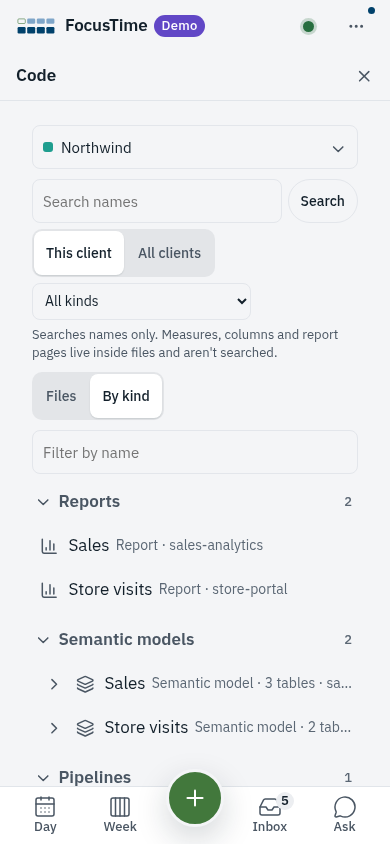 FocusTime Demo
Code
Northwind
Search names Search
This client All clients
All kinds
Searches names only. Measures, columns and report
pages live inside files and aren't searched.
Files By kind
Filter by name
Reports 2
Sales Report · sales-analytics
Store visits Report · store-portal
Semantic models 2
Sales Semantic model · 3 tables · sa...
Store visits Semantic model · 2 tab...
Pipelines 1
5
Day Week Inbox Ask